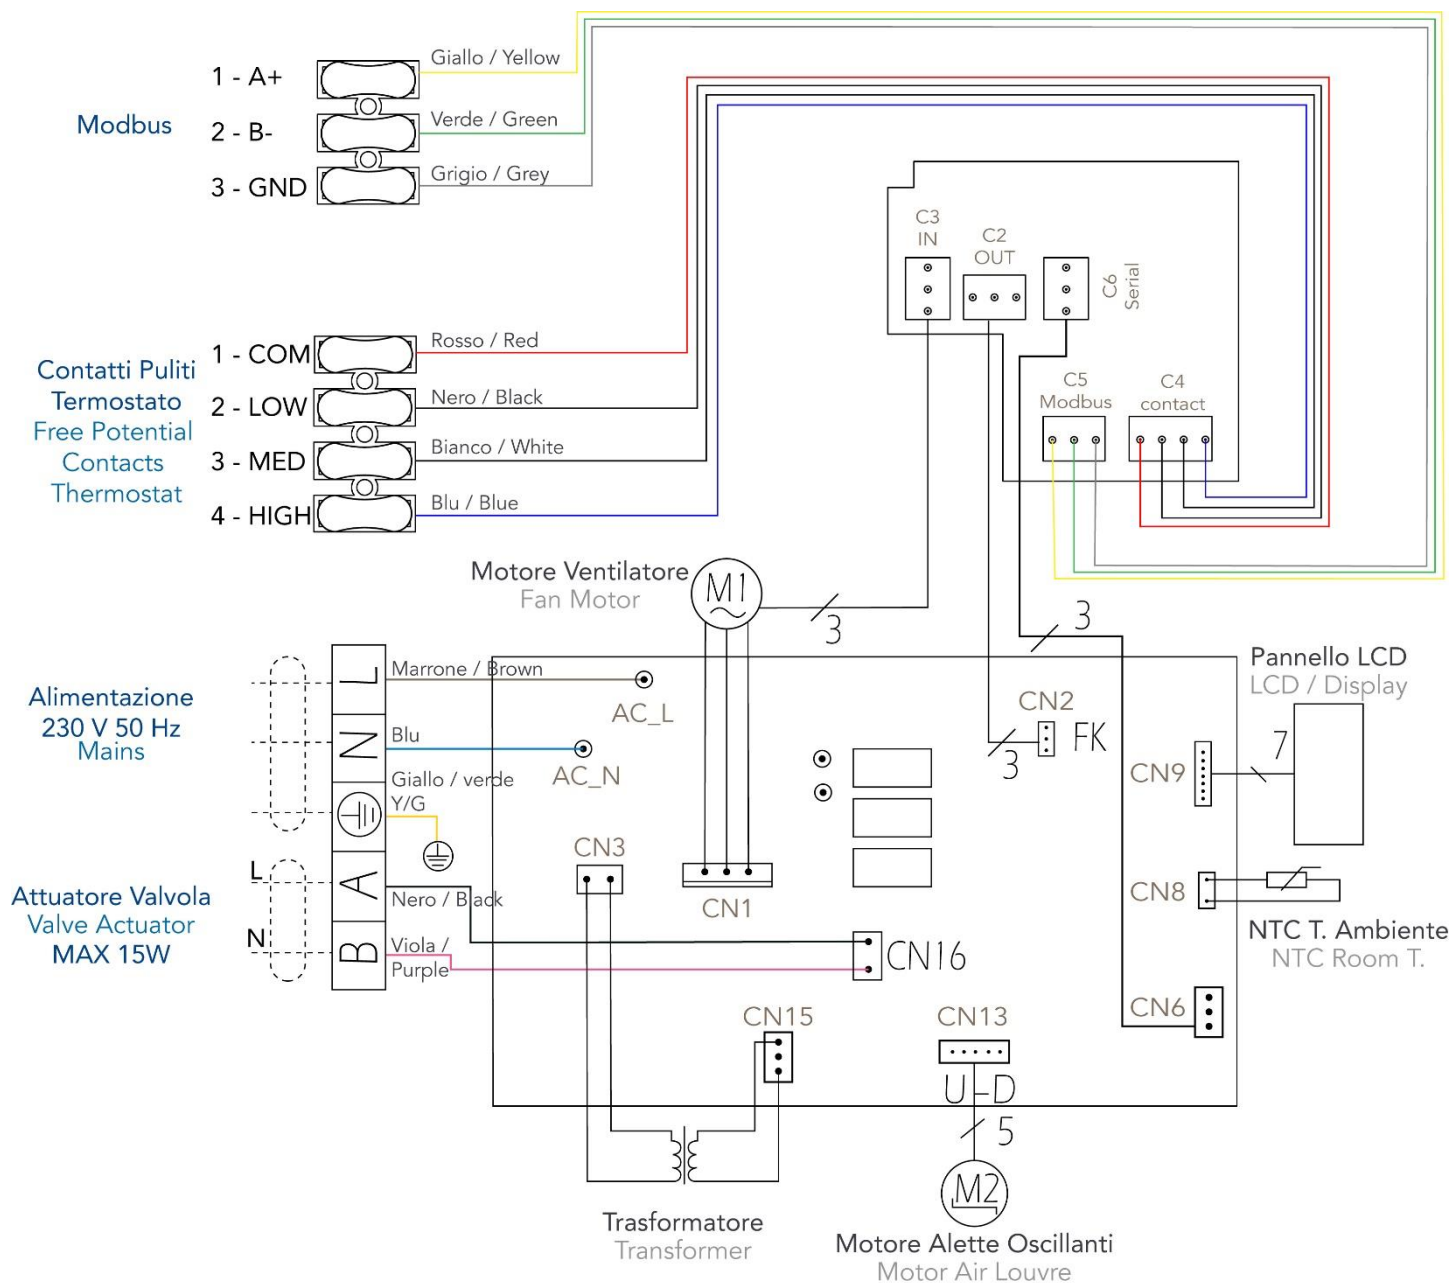 Giallo / Yellow
1 - A+
Modbus
Verde / Green
2 - B-
Grigio / Grey
3 - GND
C3
IN
C2
OUT
C6
Serial
Rosso / Red
1 - COM
Contatti Puliti
Termostato
Free Potential
Contacts
Thermostat
Nero / Black
2 - LOW
Bianco / White
3 - MED
Blu / Blue
4 - HIGH
C5
Modbus
C4
contact
Motore Ventilatore
Fan Motor
M1
3
3
Pannello LCD
LCD / Display
Alimentazione
230 V 50 Hz
Mains
L
Marrone / Brown
AC_L
N
Blu
AC_N
Giallo / verde
Y/G
CN2
FK
3
CN9
7
CN3
CN1
CN8
NTC T. Ambiente
NTC Room T.
Attuatore Valvola
Valve Actuator
MAX 15W
L
N
A
Nero / Black
B
Viola /
Purple
CN16
CN6
CN15
CN13
U-D
5
M2
Trasformatore
Transformer
Motore Alette Oscillanti
Motor Air Louvre